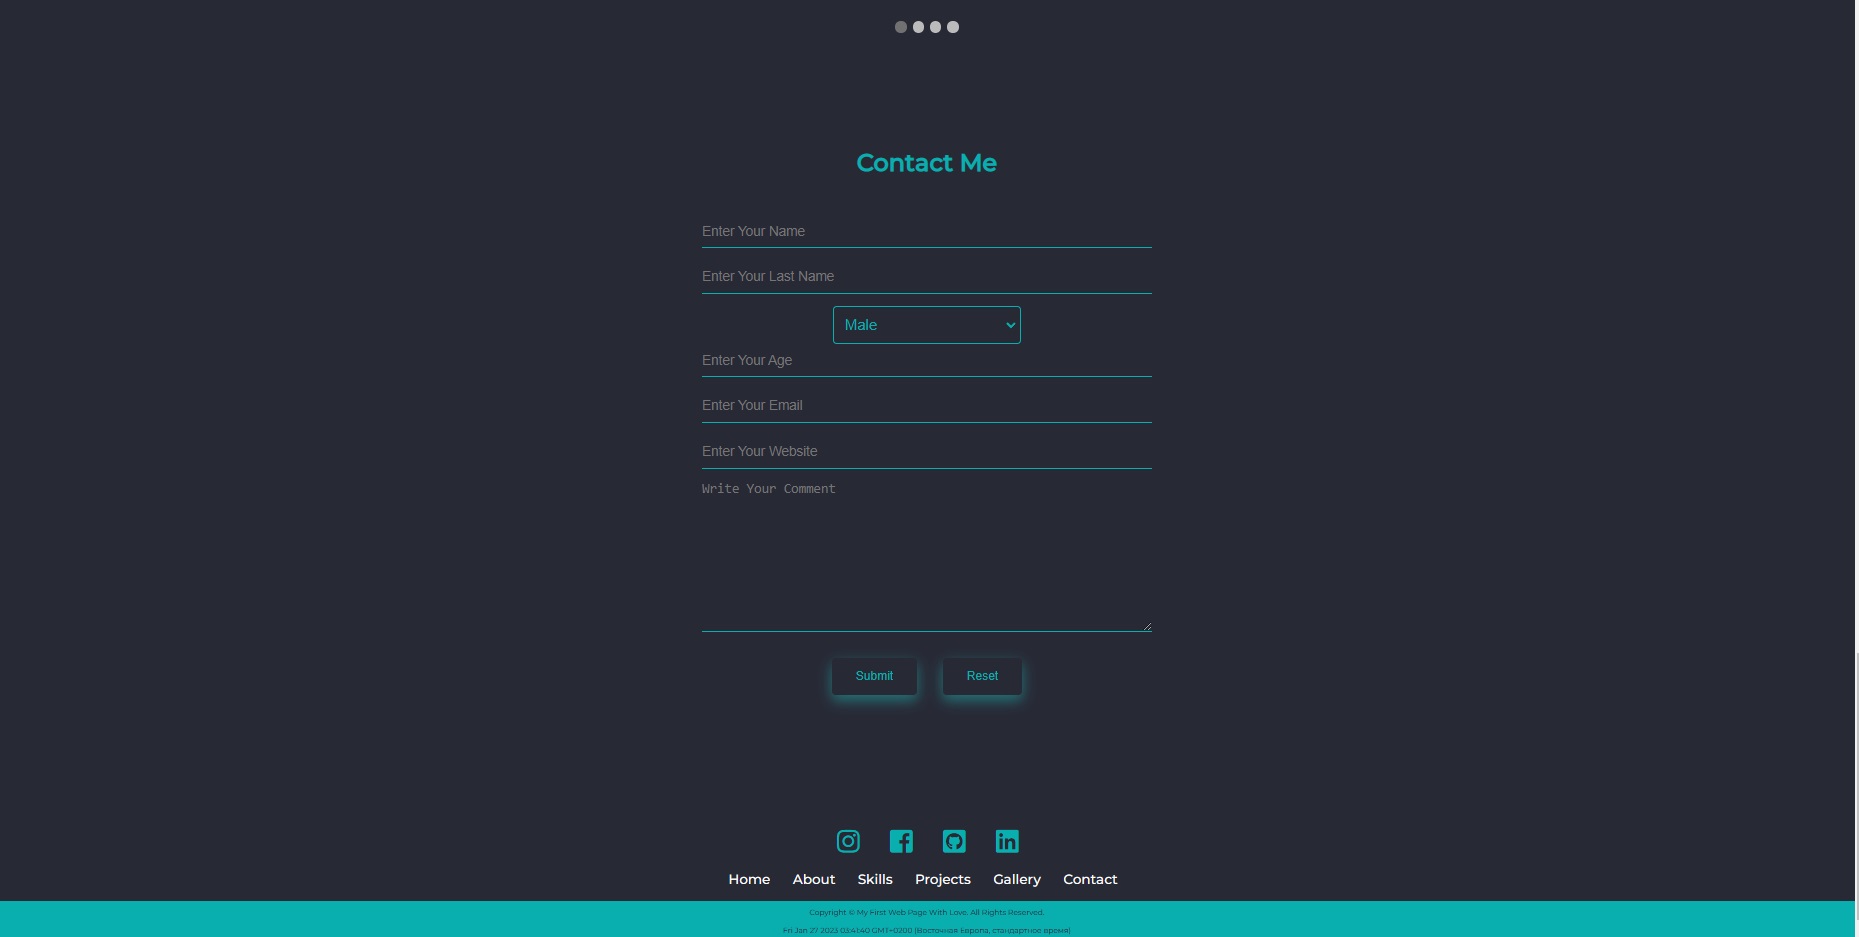 Contact Me
Enter Your Name
Enter Your Last Name
Male
Enter Your Age
Enter Your Email
Enter Your Website
Write Your Comment
Submit Reset
Home About Skills Projects Gallery Contact
Copyright © My First Web Page With Love. All Rights Reserved.
Fri Jan 27 2023 03:41:40 GMT+0200 (Восточная Европа, стандартное время)